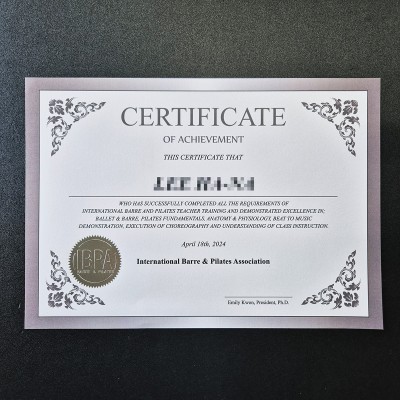 CERTIFICATE
OF ACHIEVEMENT
THIS CERTIFICATE THAT
WHO HAS SUCCESSFULLY COMPLETED ALL THE REQUIREMENTS OF
INTERNATIONAL BARRE AND PILATES TEACHER TRAINING AND DEMONSTRATED EXCELLENCE IN;
BALLET & BARRE, PILATES FUNDAMENTALS, ANATOMY & PHYSIOLOGY, BEAT TO MUSIC
DEMONSTRATION, EXECUTION OF CHOREOGRAPHY AND UNDERSTANDING OF CLASS INSTRUCTION.
April 18th, 2024
IBPA
BARRE & PILATES
International Barre & Pilates Association
Emily Kwon, President, Ph.D.